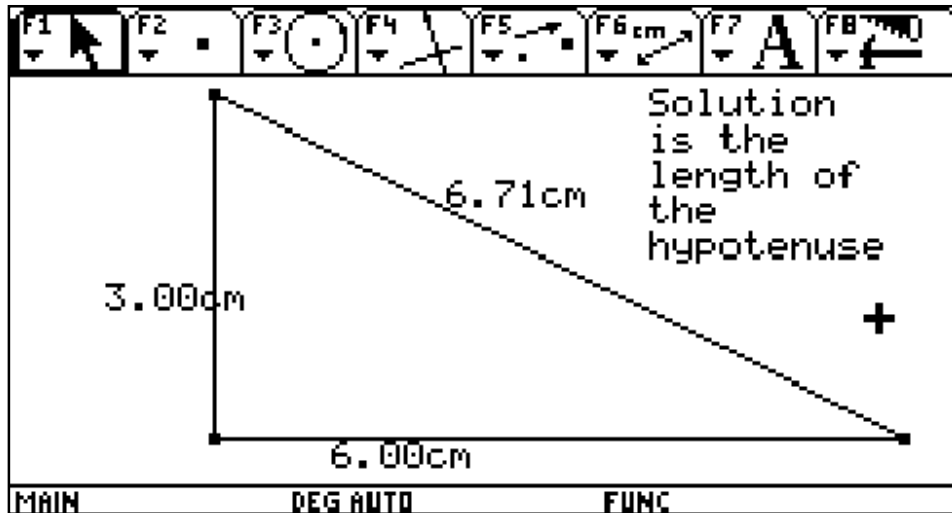 F1 F2 F3 F4 F5 F6 cm F7 A F8
Solution
is the
length of
the
hypotenuse
6.71cm
3.00cm
6.00cm
MAIN DEG AUTO FUNC